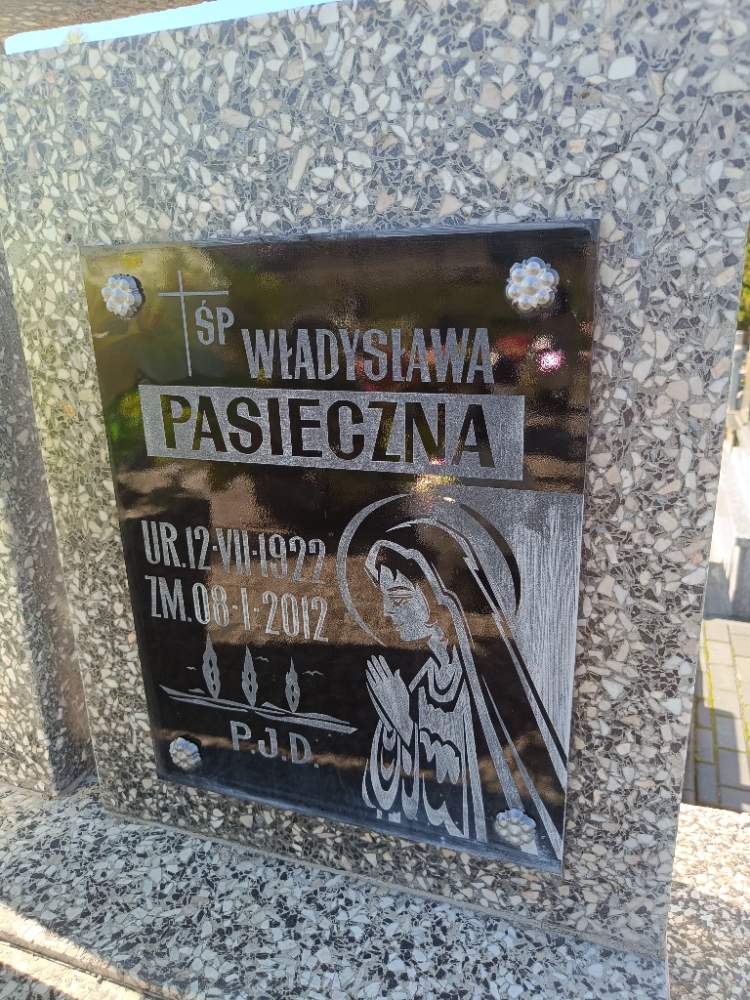 ŚP WŁADYSŁAWA
PASIECZNA
UR.12·VII·1922
ZM.08·I·2012
P.J.D.